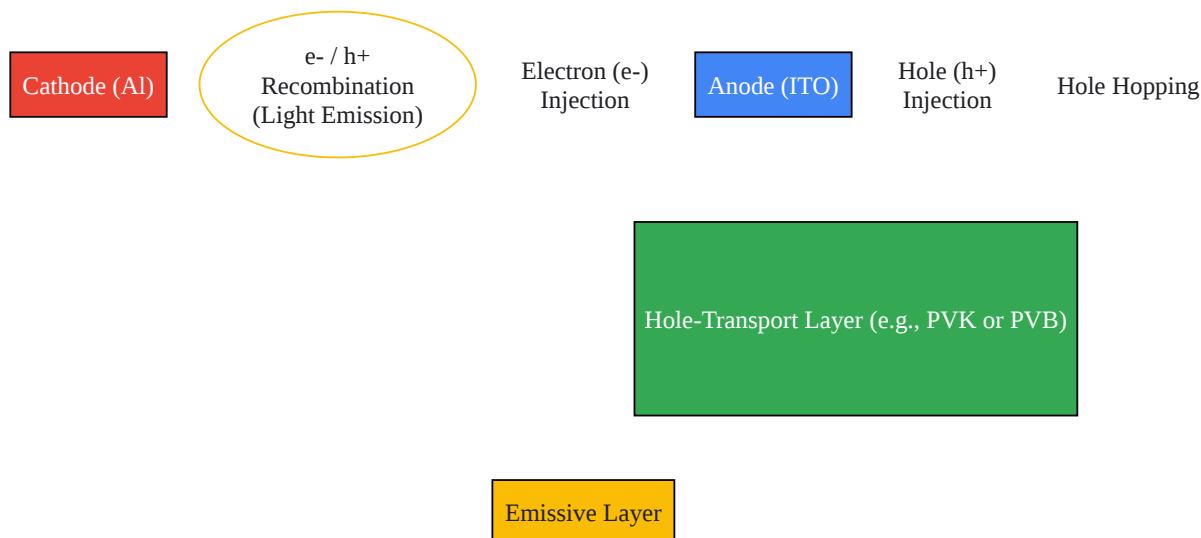 Cathode (Al)
e- / h+
Recombination
(Light Emission)
Electron (e-)
Injection
Anode (ITO)
Hole (h+)
Injection
Hole Hopping
Hole-Transport Layer (e.g., PVK or PVB)
Emissive Layer